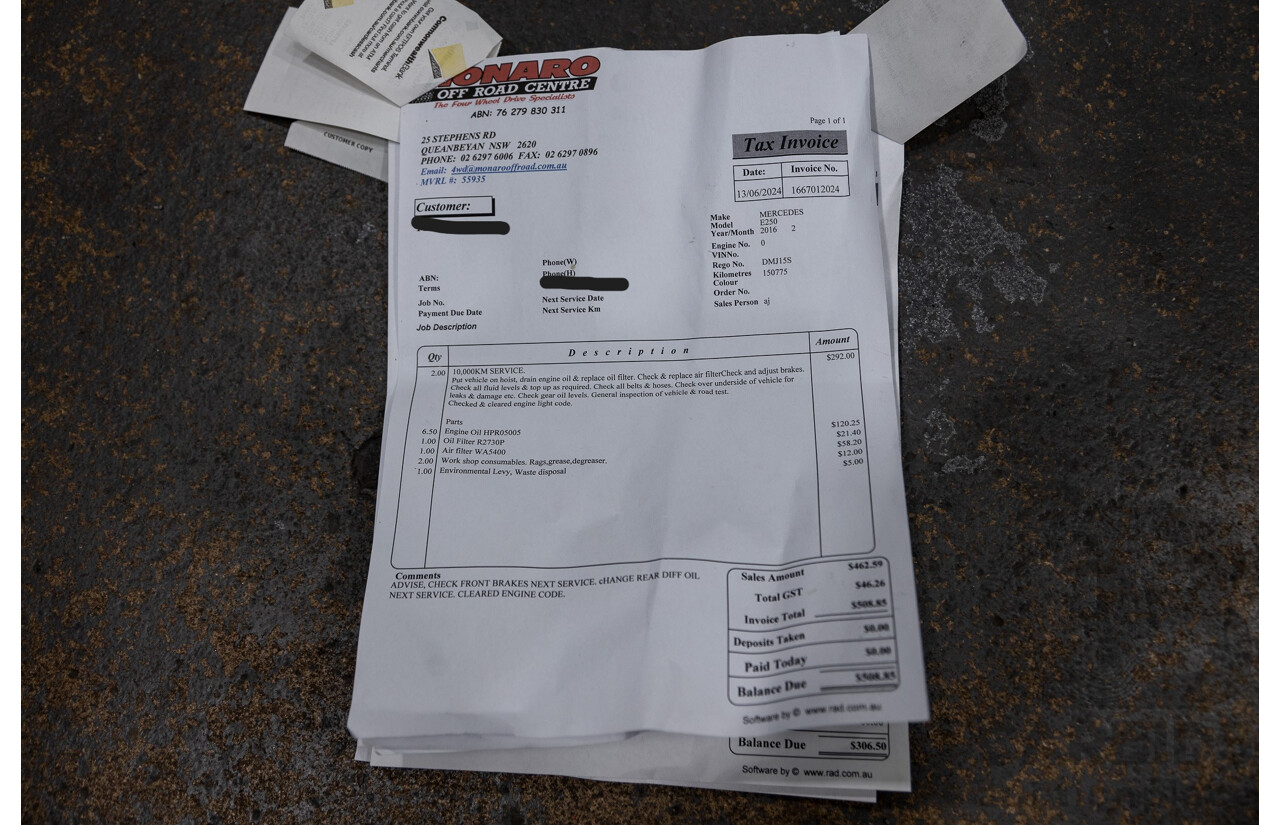 Get your own EFTPOS Terminal.
CommonwealthBank
CUSTOMER COPY
MONARO
OFF ROAD CENTRE
The Four Wheel Drive Specialists
ABN: 76 279 830 311
25 STEPHENS RD
QUEANBEYAN NSW 2620
PHONE: 02 6297 6006 FAX: 02 6297 0896
Email: 4wd@monarooffroad.com.au
MVRL #: 55935
Page 1 of 1
Tax Invoice
Date: Invoice No.
13/06/2024 1667012024
Customer:
Make MERCEDES
Model E250
Year/Month 2016 2
Engine No. 0
VINNo.
Rego No. DMJ15S
Kilometres 150775
Colour
Order No.
Sales Person aj
Phone(W)
Phone(H)
ABN:
Terms
Next Service Date
Job No.
Next Service Km
Payment Due Date
Job Description
Qty Description Amount
2.00 10,000KM SERVICE. $292.00
Put vehicle on hoist, drain engine oil & replace oil filter. Check & replace air filterCheck and adjust brakes.
Check all fluid levels & top up as required. Check all belts & hoses. Check over underside of vehicle for
leaks & damage etc. Check gear oil levels. General inspection of vehicle & road test.
Checked & cleared engine light code.
Parts
6.50 Engine Oil HPR05005 $120.25
1.00 Oil Filter R2730P $21.40
1.00 Air filter WA5400 $58.20
2.00 Work shop consumables. Rags,grease,degreaser. $12.00
1.00 Environmental Levy, Waste disposal $5.00
Comments
ADVISE, CHECK FRONT BRAKES NEXT SERVICE. cHANGE REAR DIFF OIL
NEXT SERVICE. CLEARED ENGINE CODE.
Sales Amount $462.59
Total GST $46.26
Invoice Total $508.85
Deposits Taken $0.00
Paid Today $0.00
Balance Due $508.85
Software by © www.rad.com.au
Balance Due $306.50
Software by © www.rad.com.au